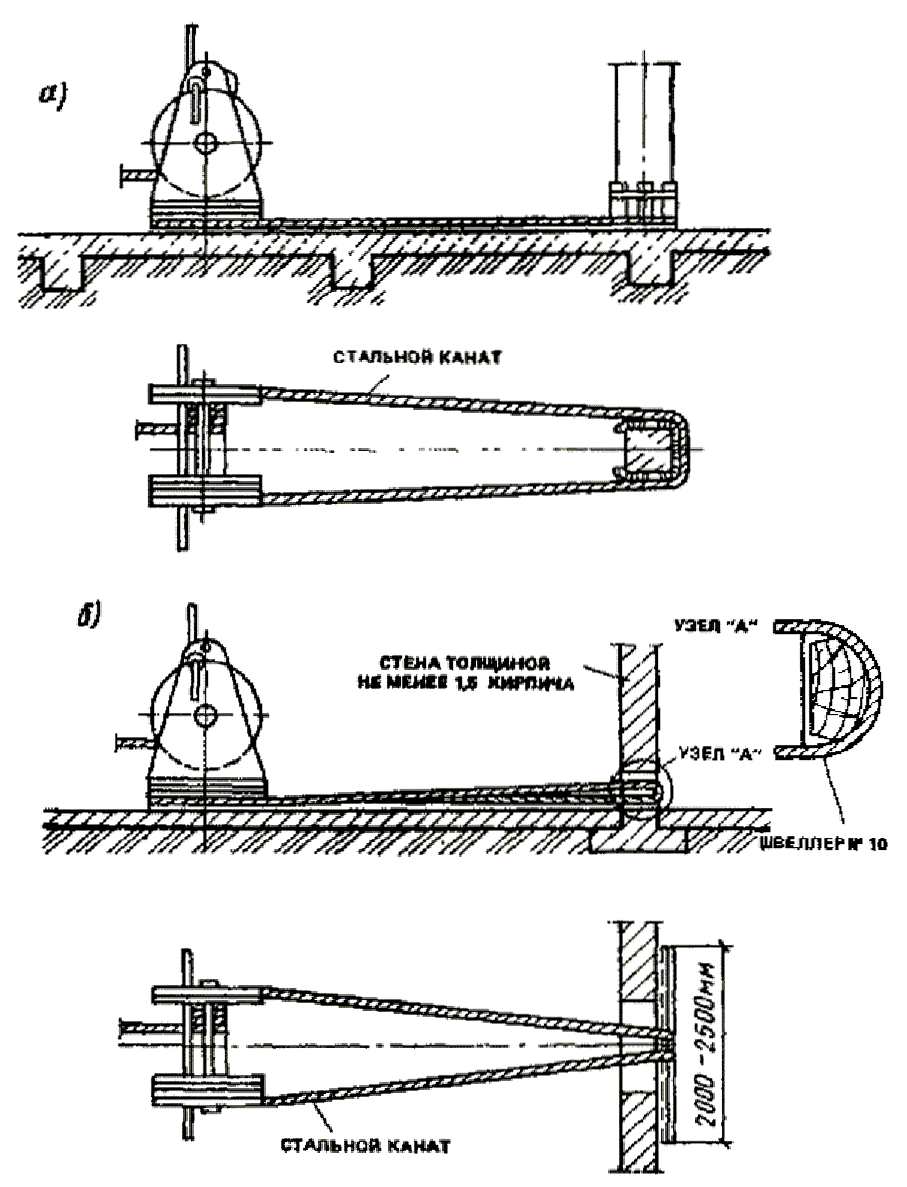 а)
СТАЛЬНОЙ КАНАТ
б)
УЗЕЛ "А"
СТЕНА ТОЛЩИНОЙ
НЕ МЕНЕЕ 1,5 КИРПИЧА
УЗЕЛ "А"
ШВЕЛЛЕР № 10
2000-2500мм
СТАЛЬНОЙ КАНАТ